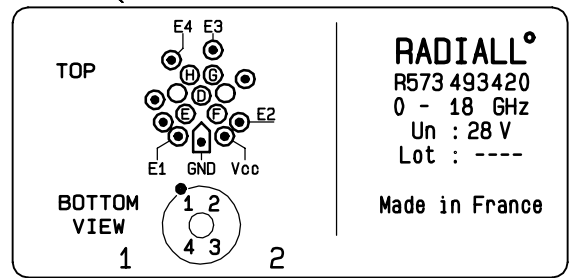 E4 E3
TOP
H G
D
E F
E2
E1 GND Vcc
BOTTOM
VIEW
1 2
4 3
1 2
RADIALL°
R573 493420
0 - 18 GHz
Un : 28 V
Lot : ----
Made in France